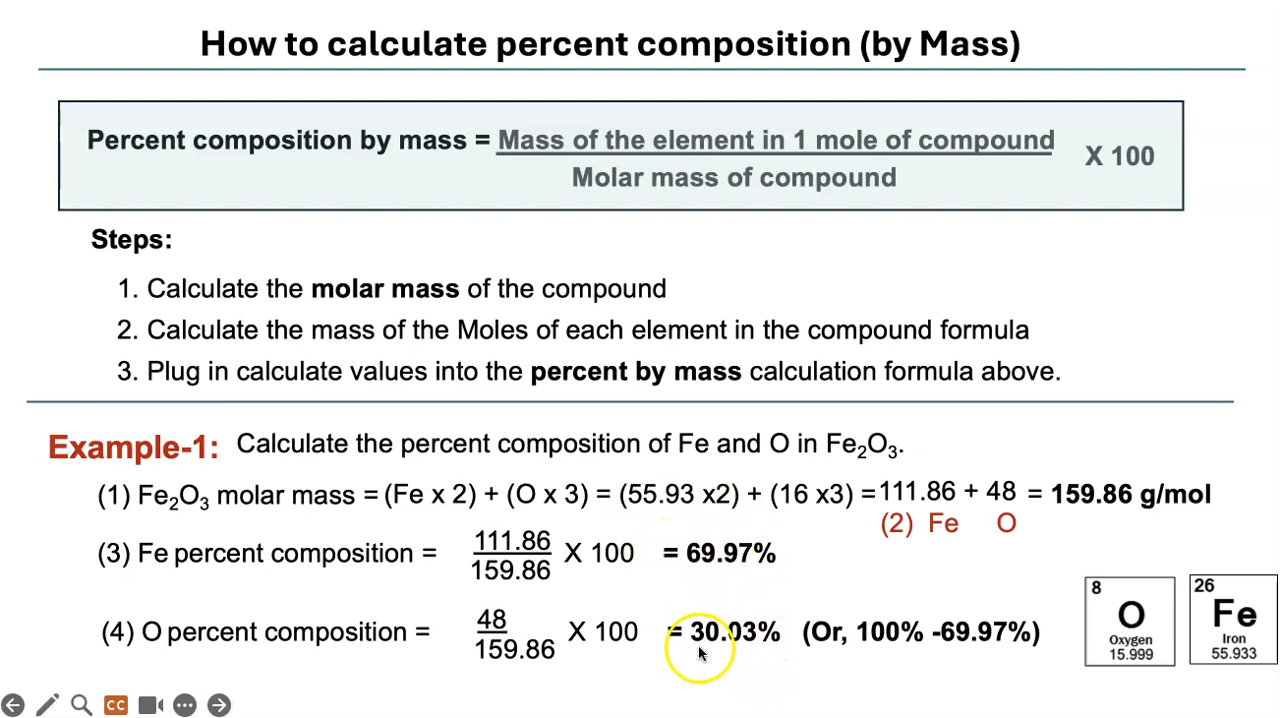 How to calculate percent composition (by Mass)
Percent composition by mass = Mass of the element in 1 mole of compound
X 100
Molar mass of compound
Steps:
1. Calculate the molar mass of the compound
2. Calculate the mass of the Moles of each element in the compound formula
3. Plug in calculate values into the percent by mass calculation formula above.
Example-1: Calculate the percent composition of Fe and O in Fe₂O₃.
(1) Fe₂O₃ molar mass = (Fe x 2) + (O x 3) = (55.93 x2) + (16 x3) = 111.86 + 48 = 159.86 g/mol
(2) Fe O
(3) Fe percent composition = 111.86 X 100 = 69.97%
159.86
(4) O percent composition = 48 X 100 = 30.03% (Or, 100% -69.97%)
159.86
8
O
Oxygen
15.999
26
Fe
Iron
55.933
CC